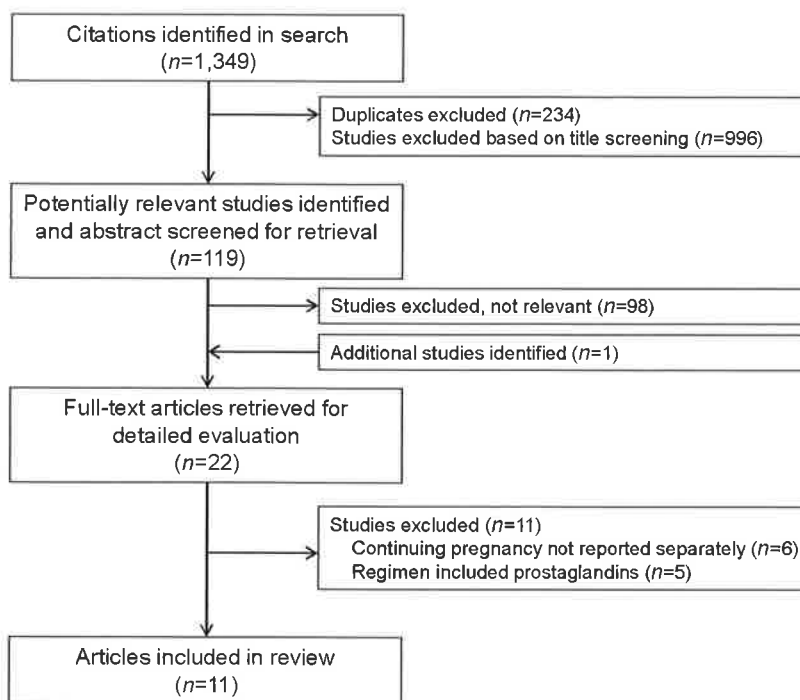 Citations identified in search
(n=1,349)
Duplicates excluded (n=234)
Studies excluded based on title screening (n=996)
Potentially relevant studies identified
and abstract screened for retrieval
(n=119)
Studies excluded, not relevant (n=98)
Additional studies identified (n=1)
Full-text articles retrieved for
detailed evaluation
(n=22)
Studies excluded (n=11)
Continuing pregnancy not reported separately (n=6)
Regimen included prostaglandins (n=5)
Articles included in review
(n=11)